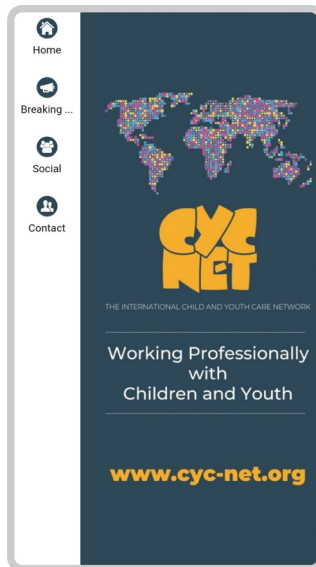 Home
Breaking ...
Social
Contact
CYC
NET
THE INTERNATIONAL CHILD AND YOUTH CARE NETWORK
Working Professionally
with
Children and Youth
www.cyc-net.org